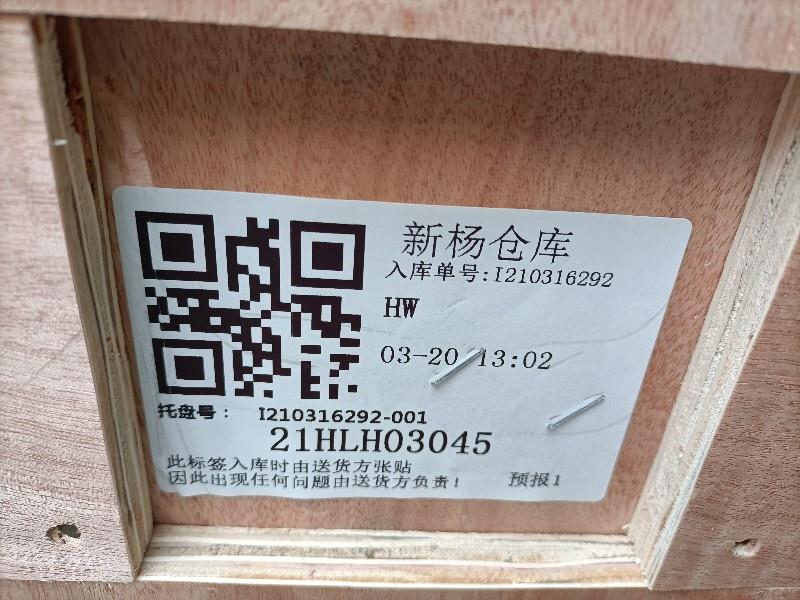 新杨仓库
入库单号:I210316292
HW
03-20 13:02
托盘号： I210316292-001
21HLH03045
此标签入库时由送货方张贴
因此出现任何问题由送货方负责! 预报1